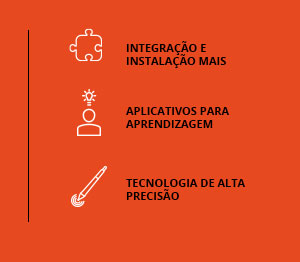 INTEGRAÇÃO E
INSTALAÇÃO MAIS
APLICATIVOS PARA
APRENDIZAGEM
TECNOLOGIA DE ALTA
PRECISÃO